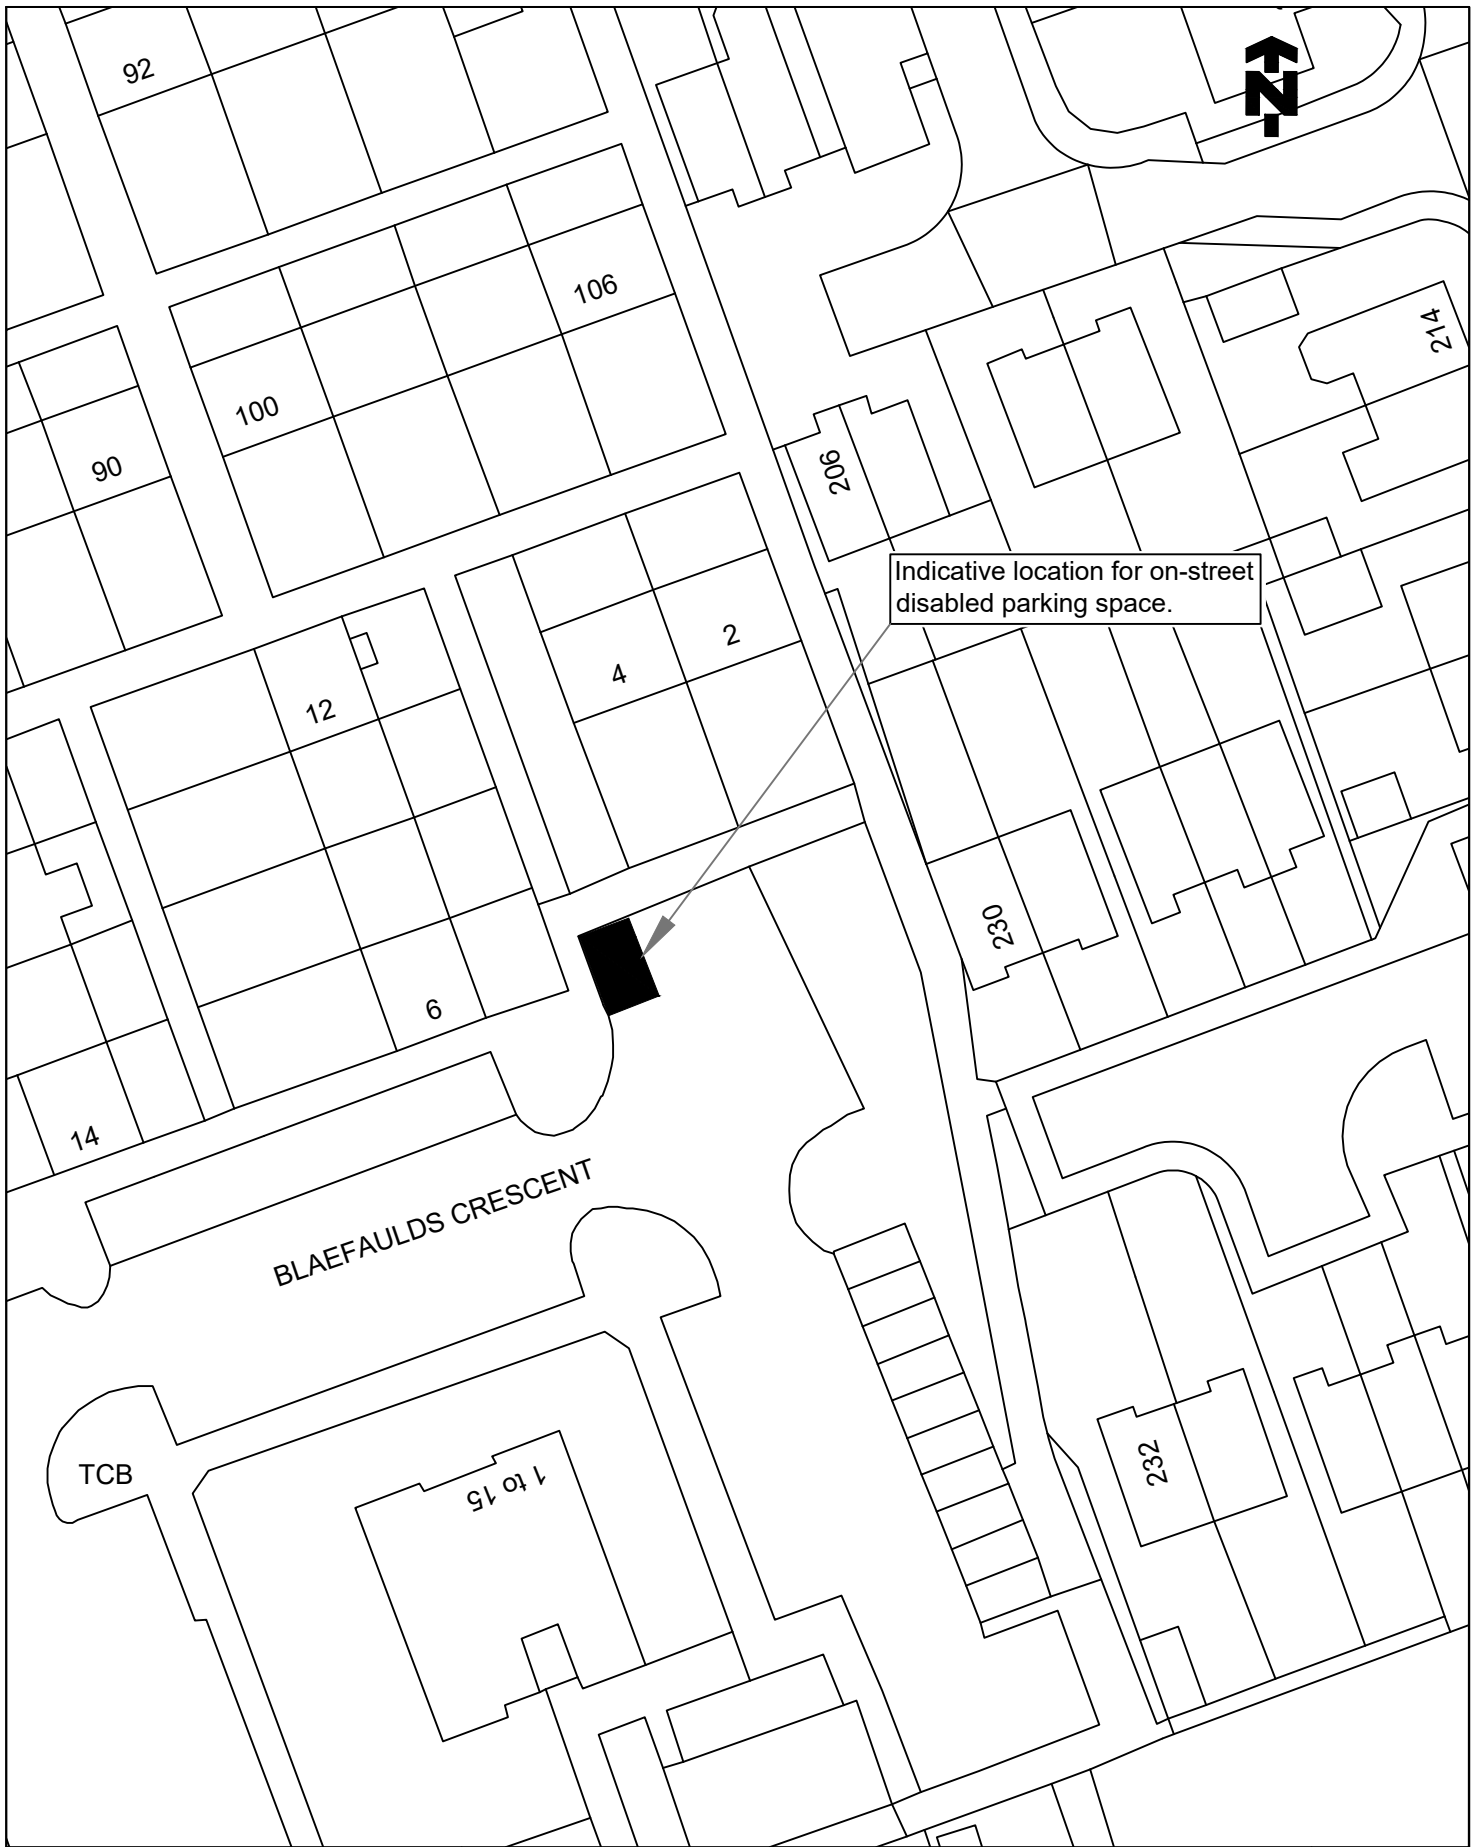 92
N
106
214
100
90
206
Indicative location for on-street
disabled parking space.
2
4
12
230
6
14
BLAEFAULDS CRESCENT
TCB
1 to 15
232